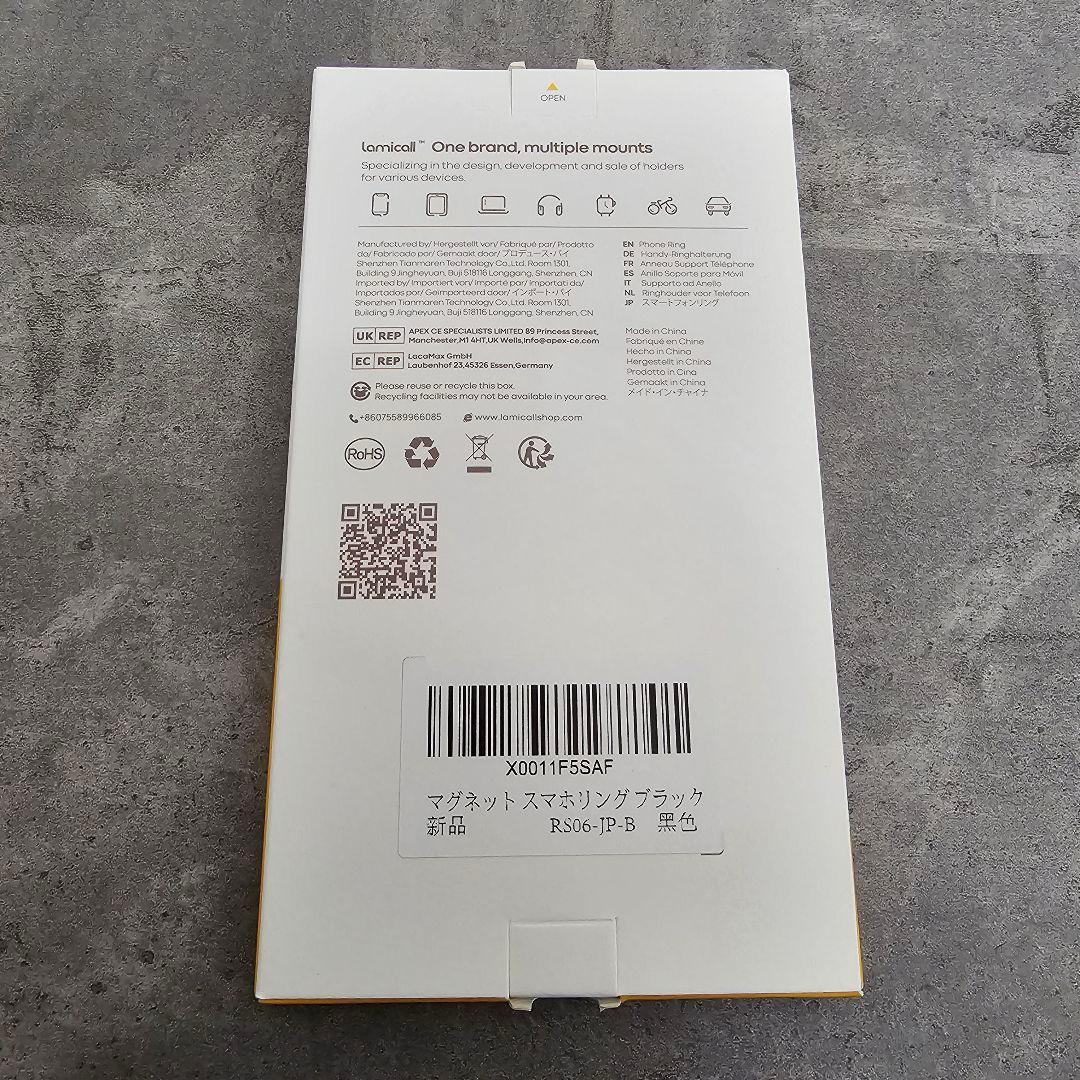 OPEN
Lamicall™ One brand, multiple mounts
Specializing in the design, development and sale of holders
for various devices.
Manufactured by/ Hergestellt von/ Fabriqué par/ Prodotto
da/ Fabricado por/ Gemaakt door/ プロデュース・バイ
Shenzhen Tianmaren Technology Co.,Ltd. Room 1301,
Building 9 Jingheyuan, Buji 518116 Longgang, Shenzhen, CN
Imported by/ Importiert von/ Importé par/ Importati da/
Importados por/ Geïmporteerd door/ インポート・バイ
Shenzhen Tianmaren Technology Co.,Ltd. Room 1301,
Building 9 Jingheyuan, Buji 518116 Longgang, Shenzhen, CN
EN Phone Ring
DE Handy-Ringhalterung
FR Anneau Support Téléphone
ES Anillo Soporte para Móvil
IT Supporto ad Anello
NL Ringhouder voor Telefoon
JP スマートフォンリング
UK REP APEX CE SPECIALISTS LIMITED 89 Princess Street,
Manchester,M1 4HT,UK Wells,Info@apex-ce.com
EC REP LacaMax GmbH
Laubenhof 23,45326 Essen,Germany
Made in China
Fabriqué en Chine
Hecho in China
Hergestellt in China
Prodotto in Cina
Gemaakt in China
メイド・イン・チャイナ
Please reuse or recycle this box.
Recycling facilities may not be available in your area.
+8607558996​6085 www.lamicallshop.com
RoHS
X0011F5SAF
マグネット スマホリング ブラック
新品 RS06-JP-B 黑色